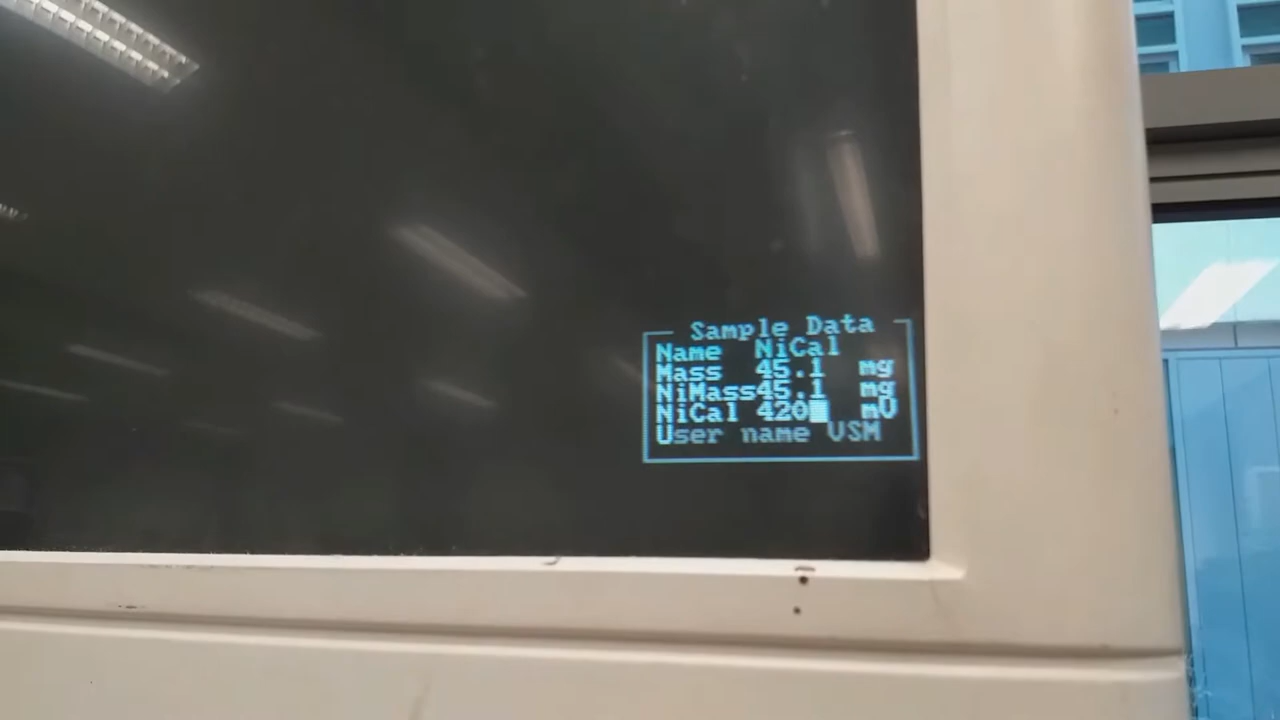 Sample Data
Name NiCal
Mass 45.1 mg
NiMass45.1 mg
NiCal 420 mV
User name VSM